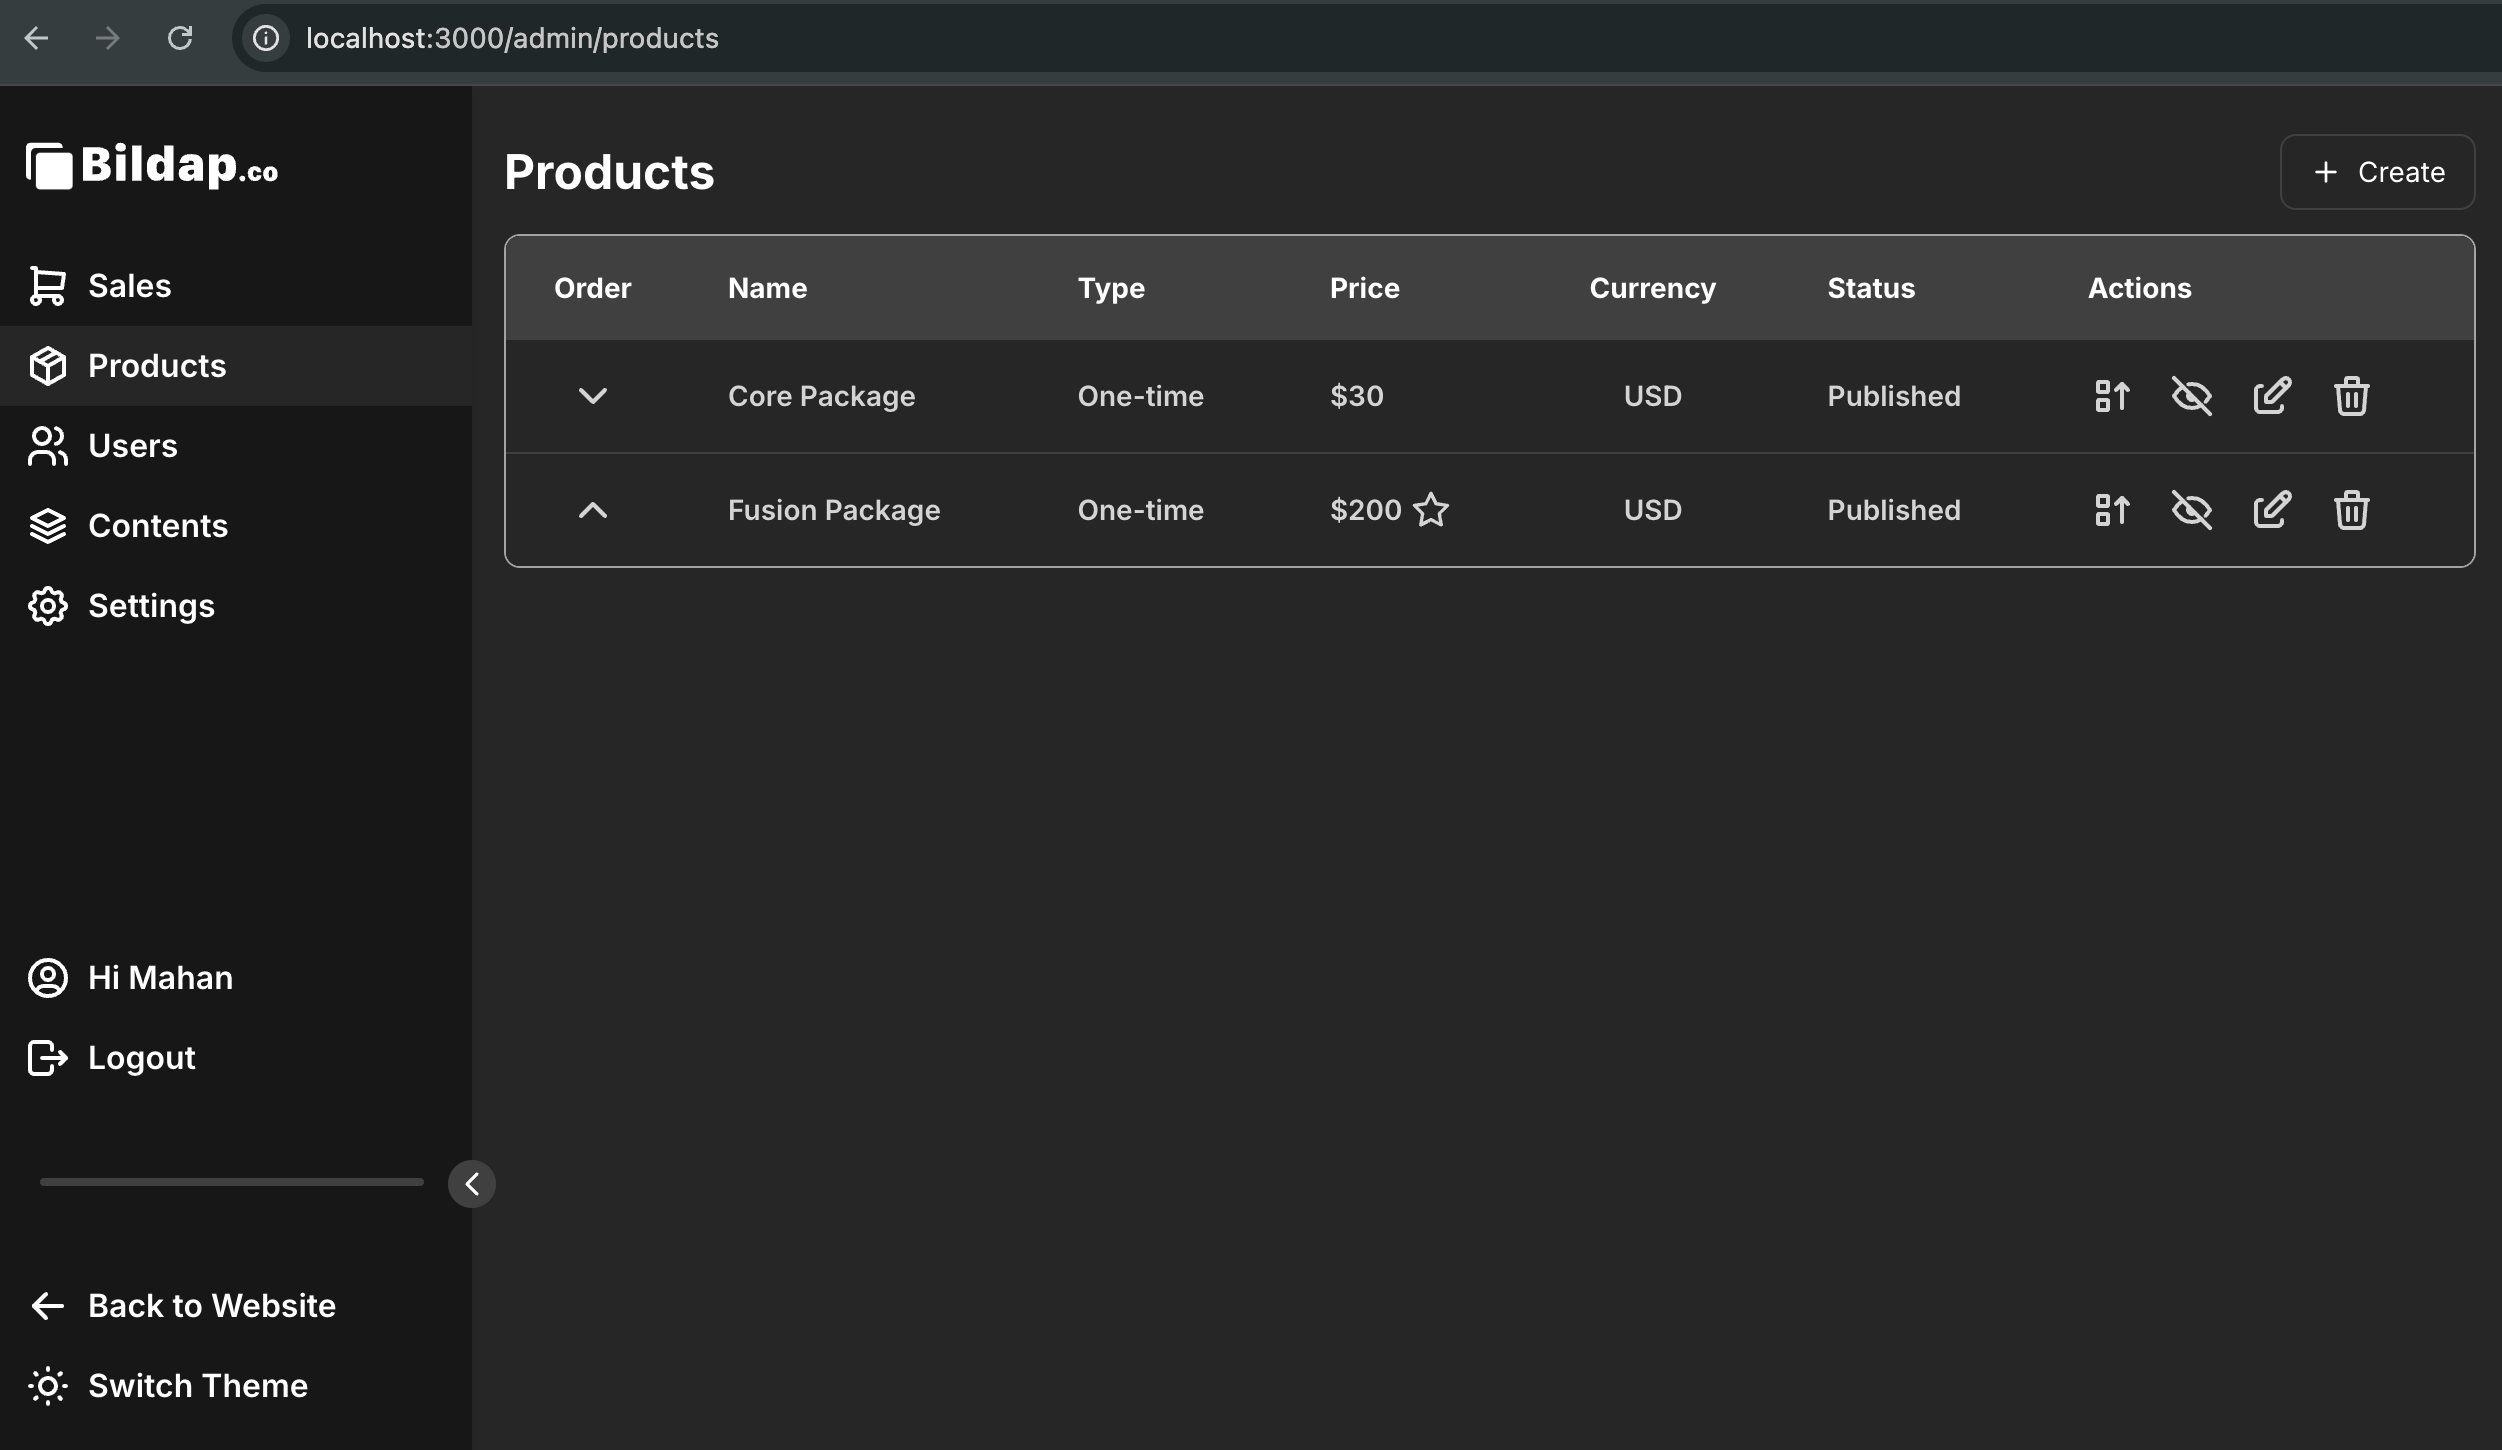 localhost:3000/admin/products
Bildap.co
Sales
Products
Users
Contents
Settings
Hi Mahan
Logout
Back to Website
Switch Theme
Products
Create
Order Name Type Price Currency Status Actions
Core Package One-time $30 USD Published
Fusion Package One-time $200 USD Published